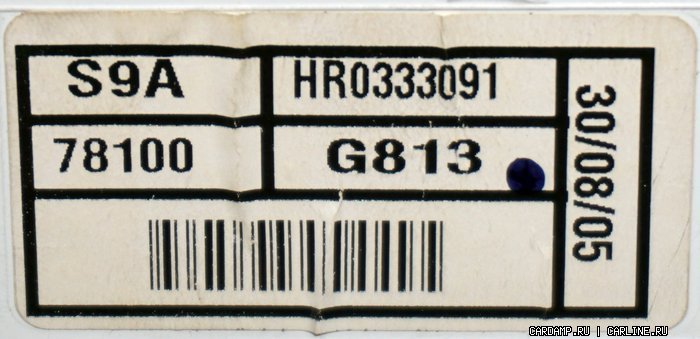 S9A
HR0333091
78100
G813
30/08/05
CARDAMP.RU | CARLINE.RU